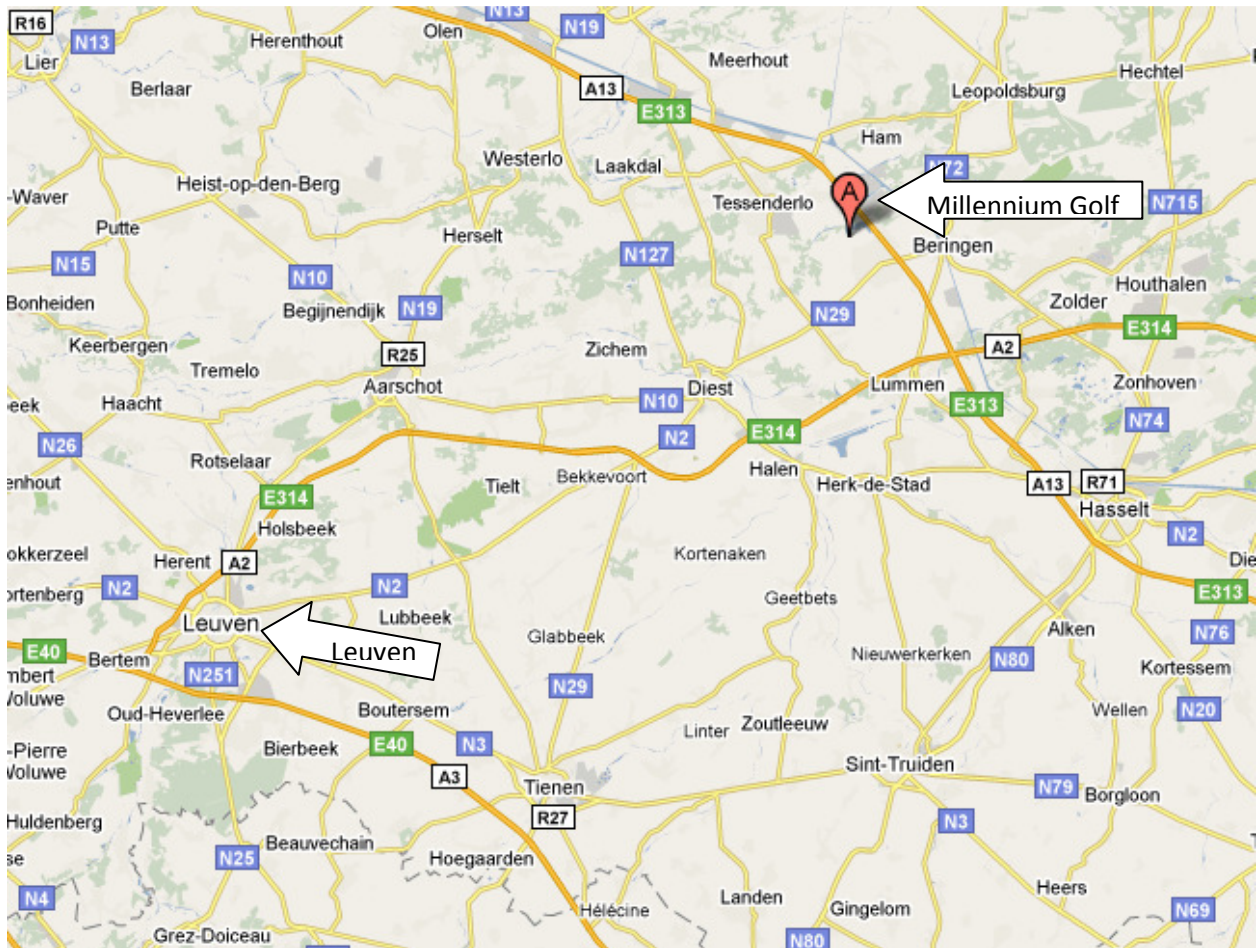 R16
N13
N13
N19
Olen
Herenthout
Lier
Meerhout
Hechtel
Berlaar
A13
Leopoldsburg
E313
Ham
Westerlo
Laakdal
N72
Heist-op-den-Berg
-Waver
Tessenderlo
A
Millennium Golf
N715
Putte
Herselt
Beringen
N15
N127
N10
Houthalen
Bonheiden
Begijnendijk
N19
N29
Zolder
E314
Keerbergen
R25
Zichem
A2
Tremelo
Aarschot
Diest
Lummen
Zonhoven
Haacht
N10
E313
N26
N2
E314
N74
Rotselaar
Bekkevoort
Halen
Herk-de-Stad
A13
R71
Tielt
E314
Hasselt
Holsbeek
N2
Herent
A2
Kortenaken
N2
N2
Geetbets
E313
Leuven
Lubbeek
Glabbeek
Alken
N76
E40
Bertem
Leuven
Nieuwerkerken
N80
Kortessem
N251
N29
Oud-Heverlee
Boutersem
Linter
Zoutleeuw
Wellen
N20
Bierbeek
E40
N3
-Pierre
Woluwe
A3
Sint-Truiden
Tienen
N79
Borgloon
Huldenberg
R27
N3
Beauvechain
N25
Hoegaarden
Heers
N4
Landen
Hélécine
Gingelom
N69
Grez-Doiceau
N80